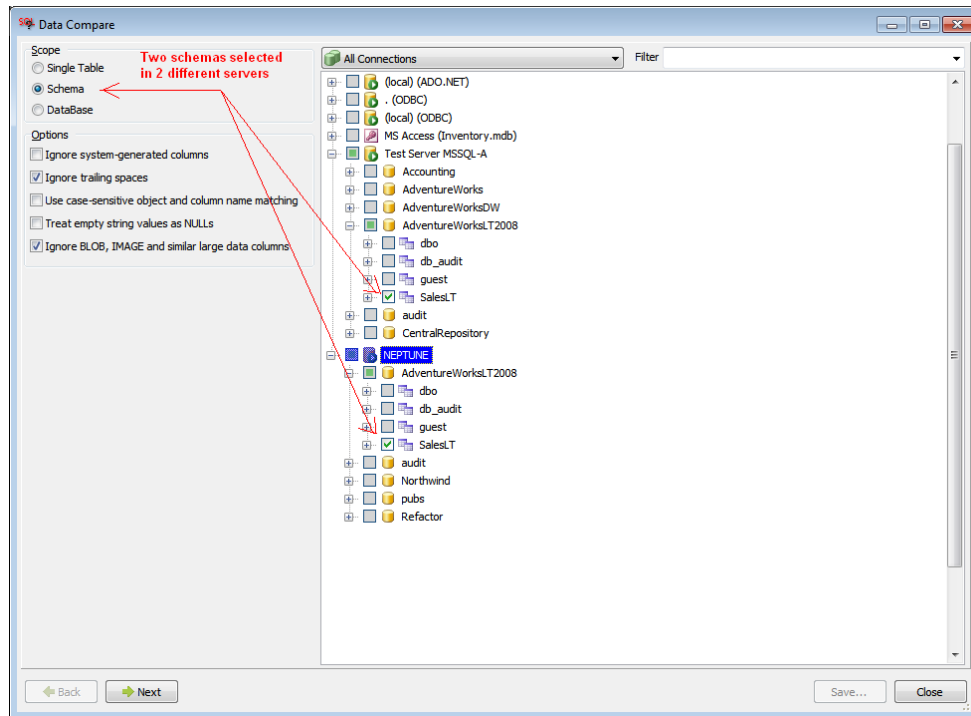 Data Compare
Scope
Single Table
Schema
DataBase
Two schemas selected
in 2 different servers
Options
Ignore system-generated columns
Ignore trailing spaces
Use case-sensitive object and column name matching
Treat empty string values as NULLs
Ignore BLOB, IMAGE and similar large data columns
All Connections
Filter
(local) (ADO.NET)
. (ODBC)
(local) (ODBC)
MS Access (Inventory.mdb)
Test Server MSSQL-A
Accounting
AdventureWorks
AdventureWorksDW
AdventureWorksLT2008
dbo
db_audit
guest
SalesLT
audit
CentralRepository
NEPTUNE
AdventureWorksLT2008
dbo
db_audit
guest
SalesLT
audit
Northwind
pubs
Refactor
Back
Next
Save...
Close